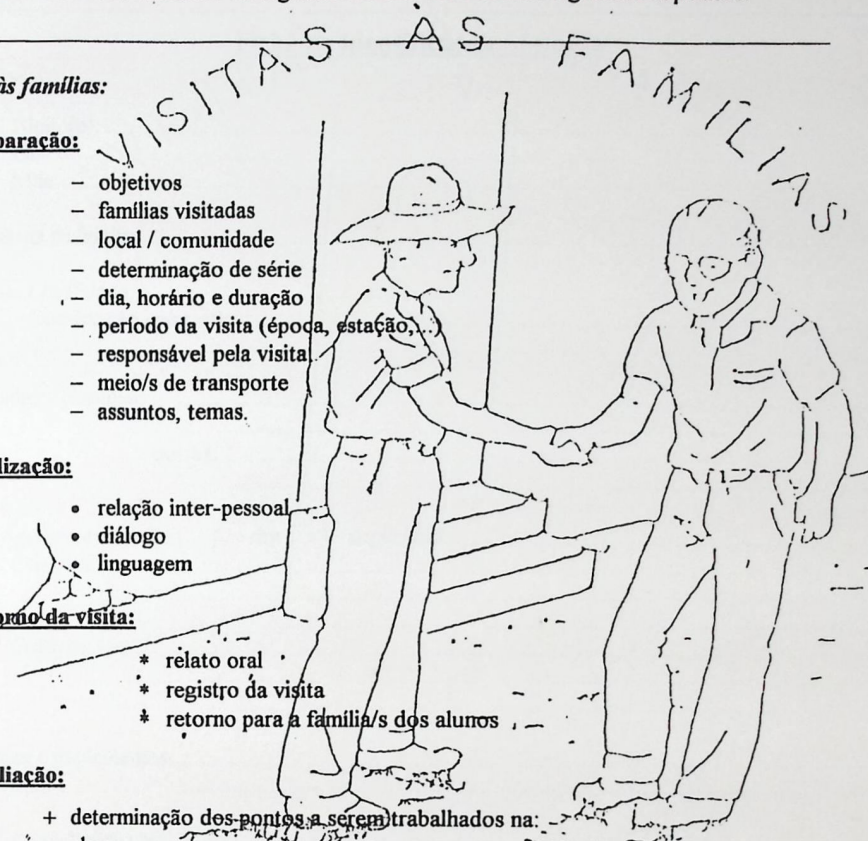 VISITAS ÀS FAMÍLIAS
às famílias:
paração:
– objetivos
– famílias visitadas
– local / comunidade
– determinação de série
– dia, horário e duração
– período da visita (época, estação,...)
– responsável pela visita
– meio/s de transporte
– assuntos, temas.
lização:
• relação inter-pessoal
• diálogo
• linguagem
orno da visita:
* relato oral
* registro da visita
* retorno para a família/s dos alunos
liação:
+ determinação dos pontos a serem trabalhados na: